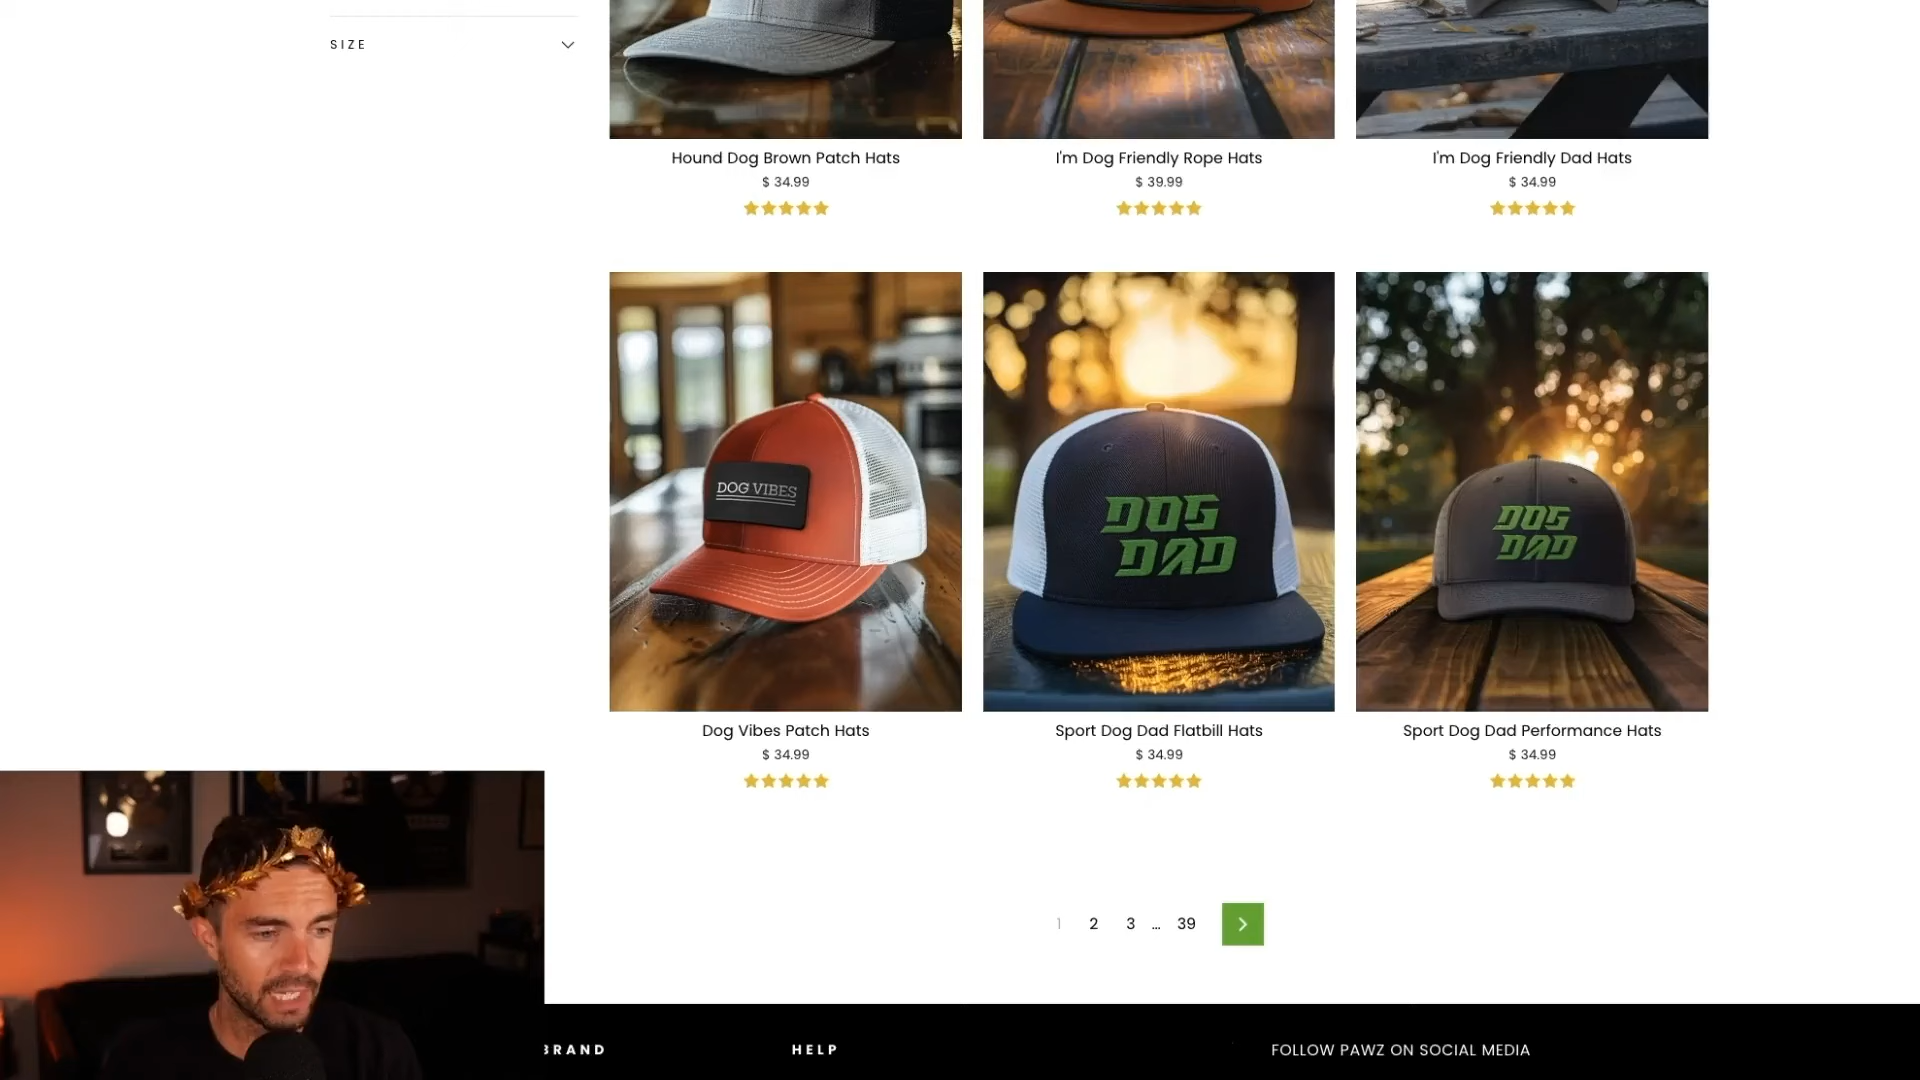 SIZE
Hound Dog Brown Patch Hats
$ 34.99
I'm Dog Friendly Rope Hats
$ 39.99
I'm Dog Friendly Dad Hats
$ 34.99
DOG VIBES
DOG
DAD
DOG
DAD
Dog Vibes Patch Hats
$ 34.99
Sport Dog Dad Flatbill Hats
$ 34.99
Sport Dog Dad Performance Hats
$ 34.99
1 2 3 ... 39
BRAND
HELP
FOLLOW PAWZ ON SOCIAL MEDIA